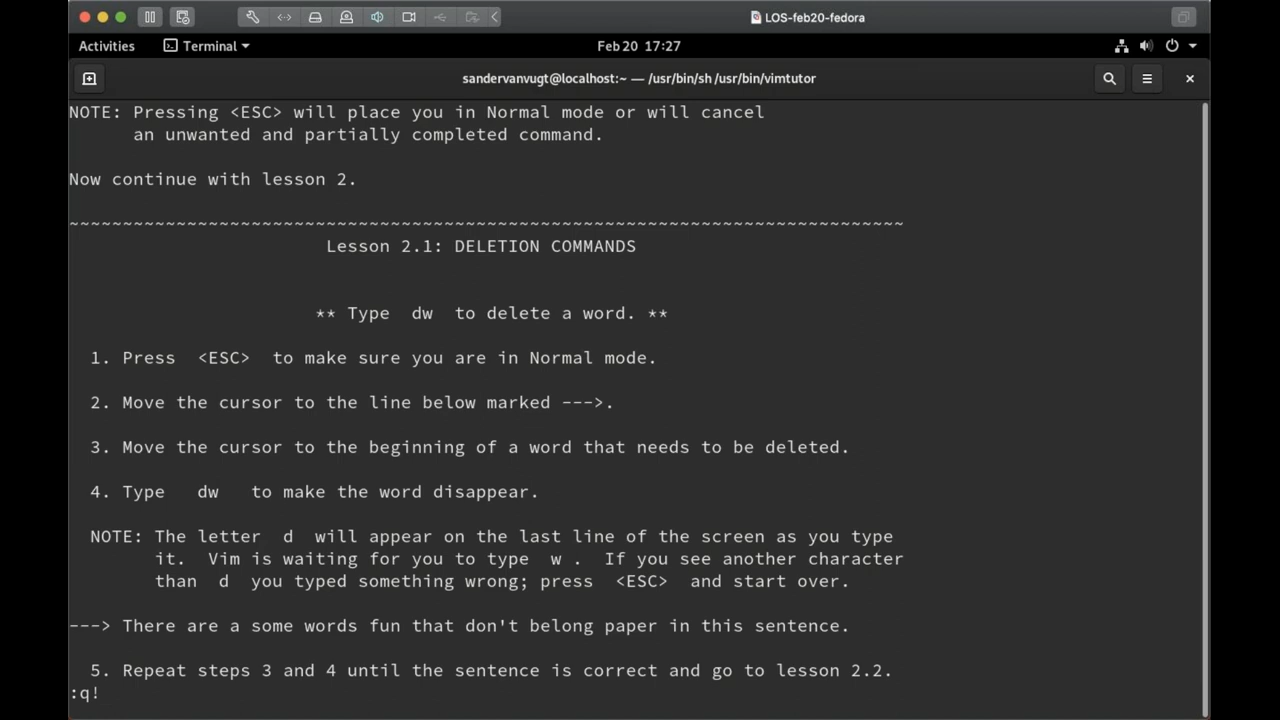 LOS-feb20-fedora
Activities Terminal Feb 20 17:27
sandervanvugt@localhost:~ — /usr/bin/sh /usr/bin/vimtutor
NOTE: Pressing <ESC> will place you in Normal mode or will cancel
an unwanted and partially completed command.
Now continue with lesson 2.
~~~~~~~~~~~~~~~~~~~~~~~~~~~~~~~~~~~~~~~~~~~~~~~~~~~~~~~~~~~~~~~~~~~~~~~~~~~~~~
Lesson 2.1: DELETION COMMANDS
** Type  dw  to delete a word. **
1. Press  <ESC>  to make sure you are in Normal mode.
2. Move the cursor to the line below marked --->.
3. Move the cursor to the beginning of a word that needs to be deleted.
4. Type   dw   to make the word disappear.
NOTE: The letter  d  will appear on the last line of the screen as you type
it.  Vim is waiting for you to type  w .  If you see another character
than  d  you typed something wrong; press  <ESC>  and start over.
---> There are a some words fun that don't belong paper in this sentence.
5. Repeat steps 3 and 4 until the sentence is correct and go to lesson 2.2.
:q!